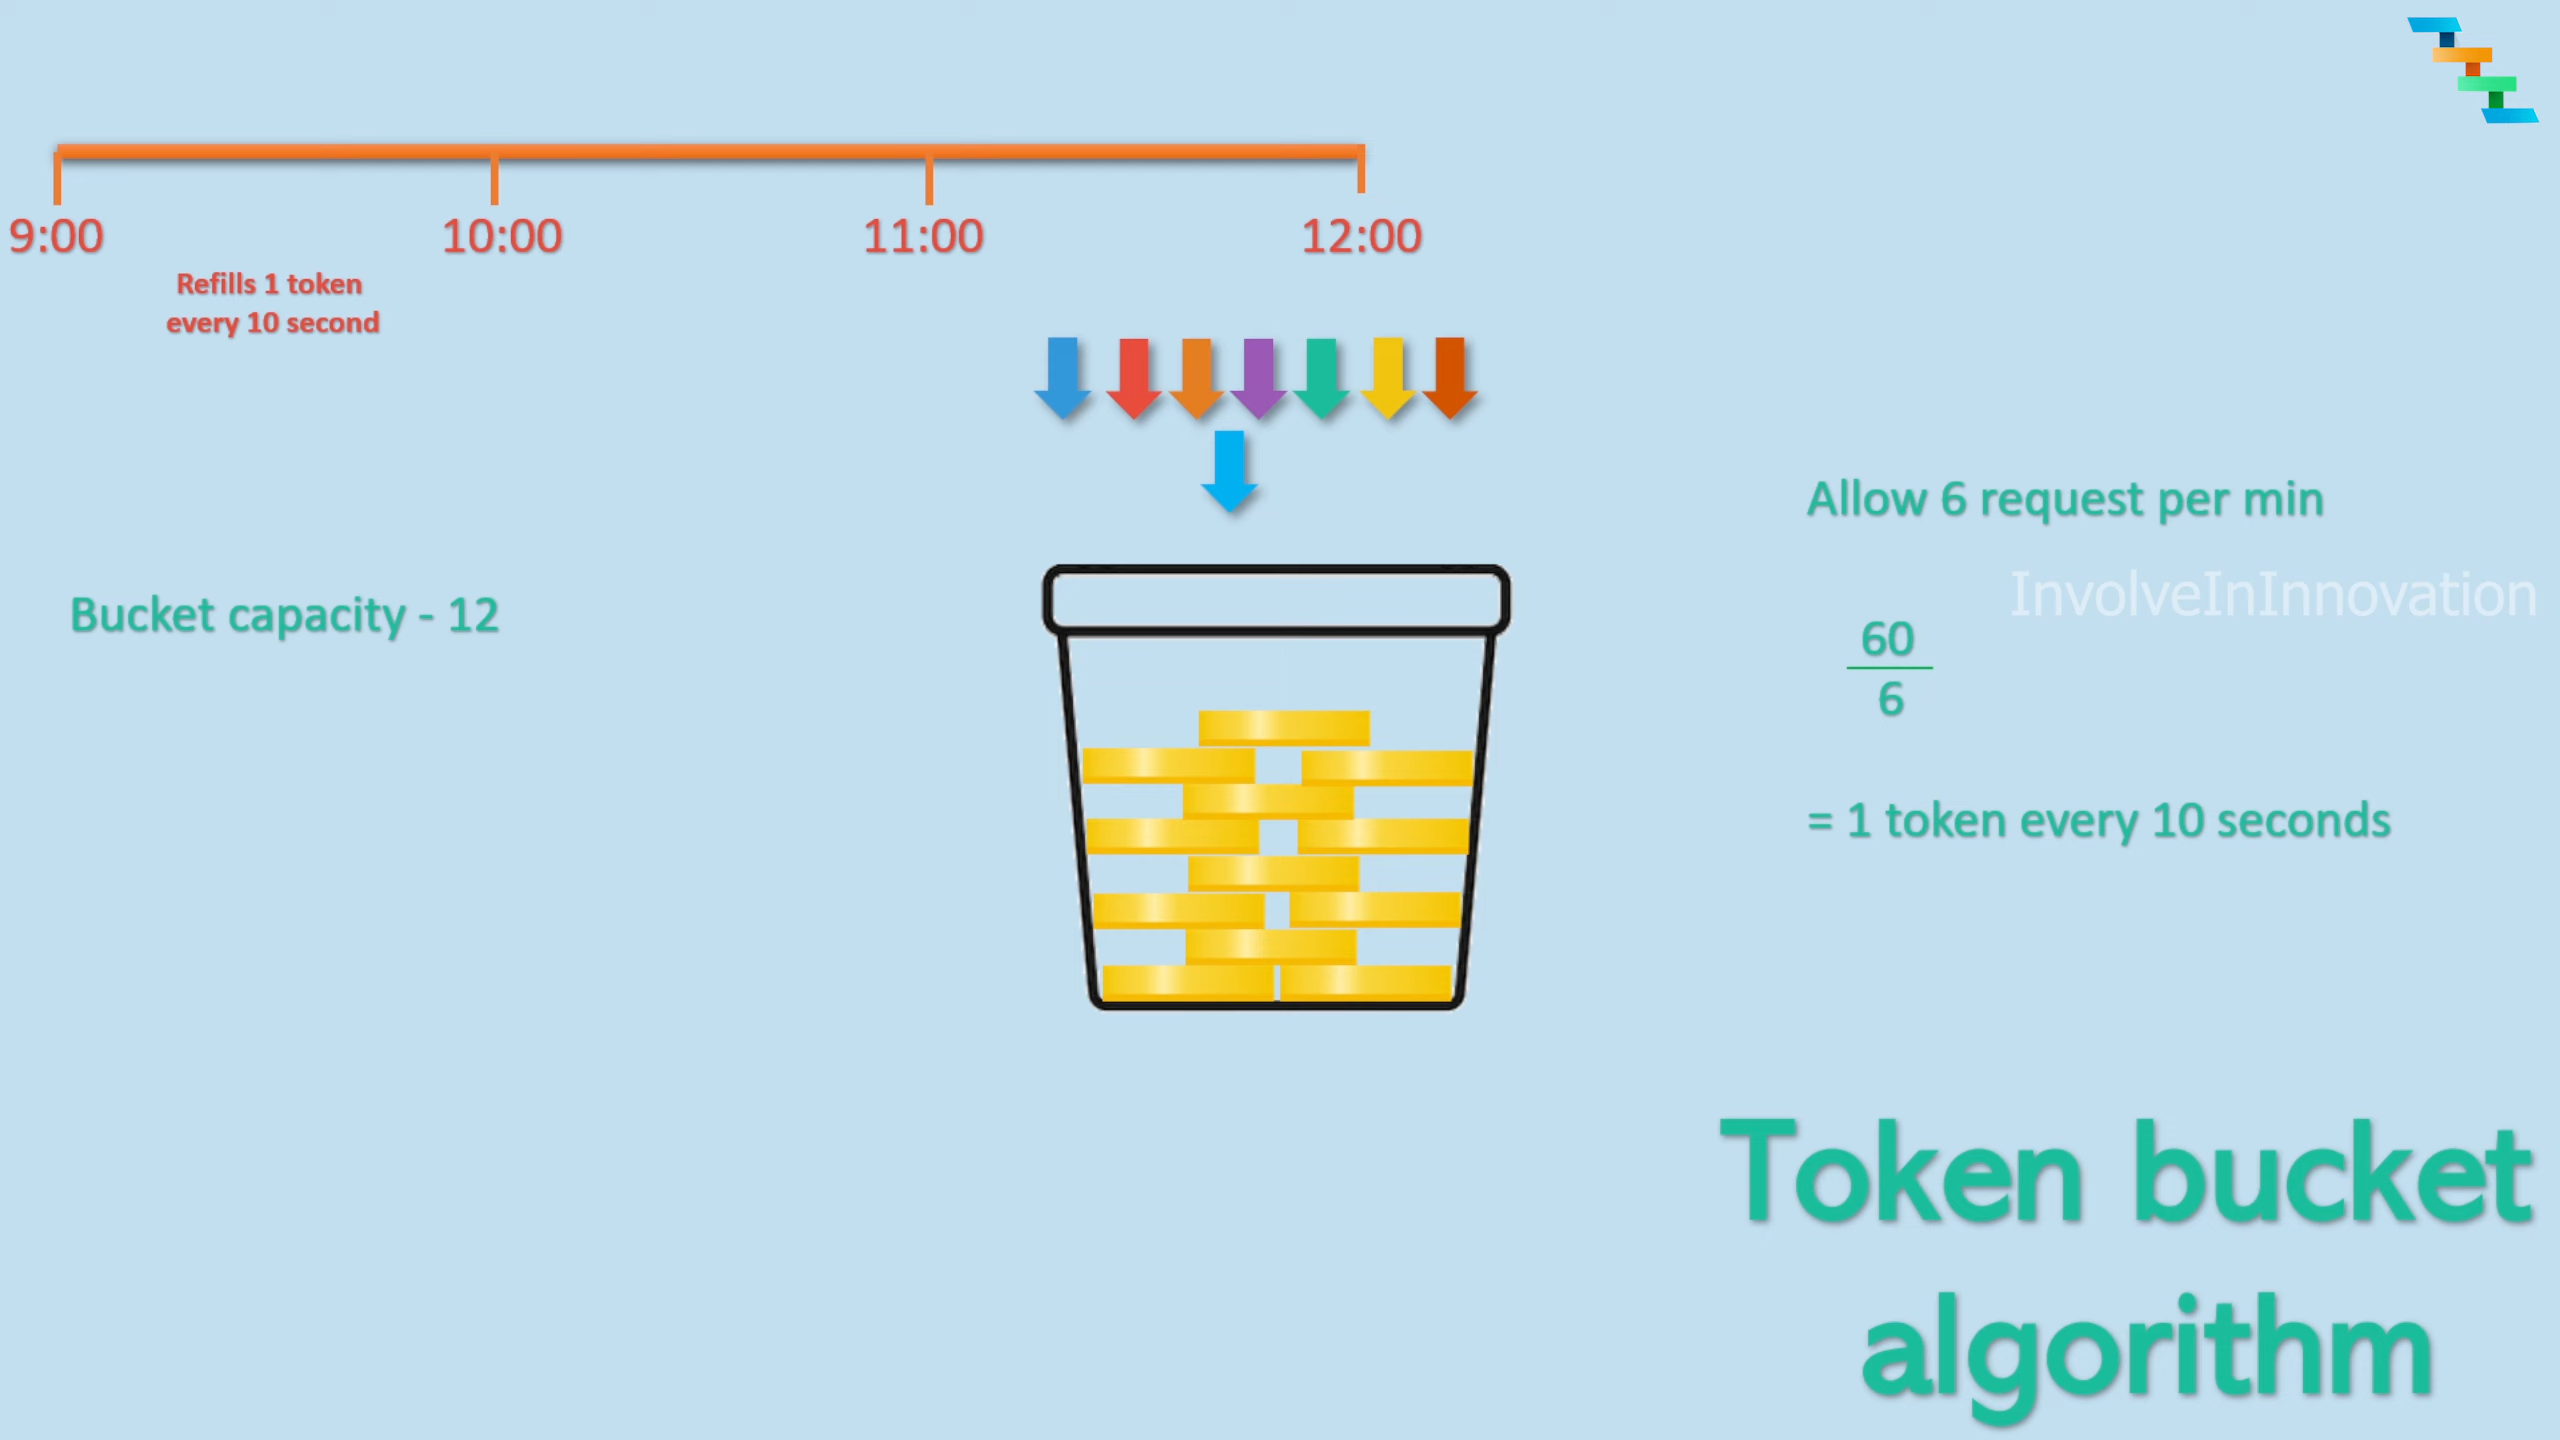 9:00
10:00
11:00
12:00
Refills 1 token
every 10 second
Allow 6 request per min
InvolveInInnovation
Bucket capacity - 12
60
6
= 1 token every 10 seconds
Token bucket
algorithm